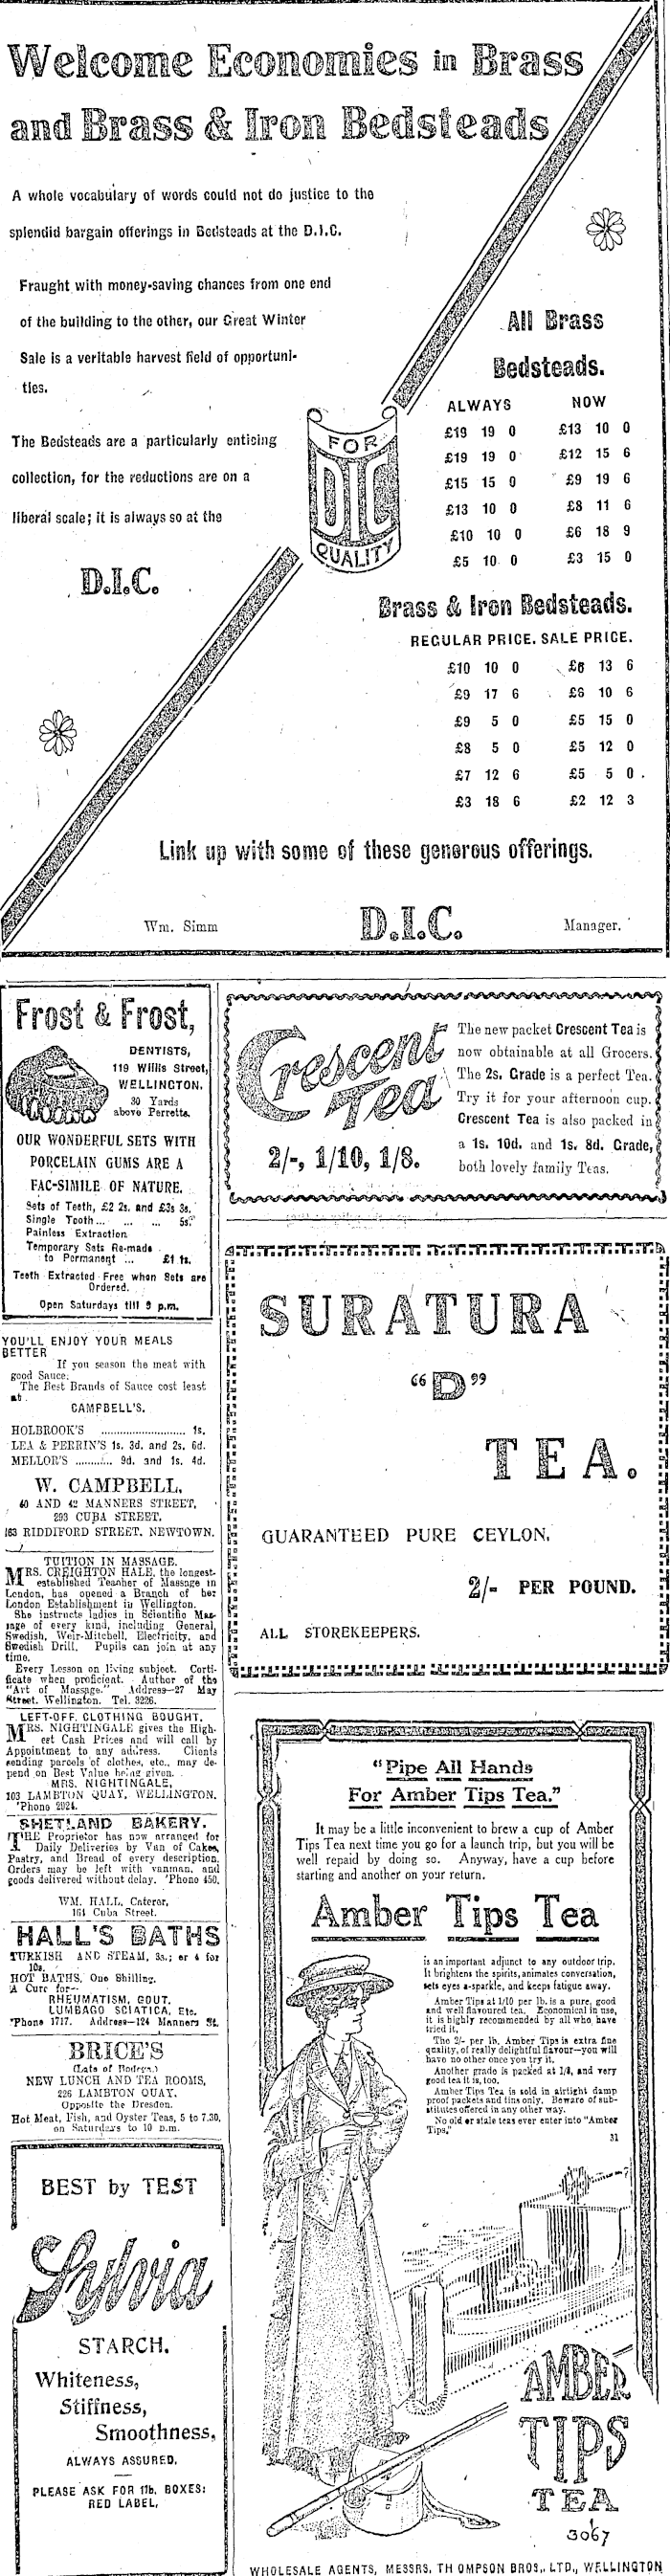 Welcome Economies in Brass
and Brass & Iron Bedsteads
A whole vocabulary of words could not do justice to the
splendid bargain offerings in Bedsteads at the D.I.C.
Fraught with money-saving chances from one end
of the building to the other, our Great Winter
Sale is a veritable harvest field of opportuni-
ties.
The Bedsteads are a particularly enticing
collection, for the reductions are on a
liberal scale; it is always so at the
D.I.C.
FOR
DIC
QUALITY
All Brass
Bedsteads.
ALWAYS NOW
£19 19 0 £13 10 0
£19 19 0 £12 15 6
£15 15 0 £9 19 6
£13 10 0 £8 11 6
£10 10 0 £6 18 9
£5 10 0 £3 15 0
Brass & Iron Bedsteads.
REGULAR PRICE. SALE PRICE.
£10 10 0 £6 13 6
£9 17 6 £6 10 6
£9 5 0 £5 15 0
£8 5 0 £5 12 0
£7 12 6 £5 5 0.
£3 18 6 £2 12 3
Link up with some of these generous offerings.
Wm. Simm D.I.C. Manager.
Frost & Frost,
DENTISTS,
119 Willis Street,
WELLINGTON.
30 Yards
above Perretts.
OUR WONDERFUL SETS WITH
PORCELAIN GUMS ARE A
FAC-SIMILE OF NATURE.
Sets of Teeth, £2 2s. and £3s 3s.
Single Tooth... ... ... 5s.
Painless Extraction
Temporary Sets Re-made
to Permanent ... £1 1s.
Teeth Extracted Free when Sets are
Ordered.
Open Saturdays till 9 p.m.
YOU'LL ENJOY YOUR MEALS
BETTER
If you season the meat with
good Sauce.
The Best Brands of Sauce cost least
at
CAMPBELL'S.
HOLBROOK'S ........................... 1s.
LEA & PERRIN'S 1s. 3d. and 2s. 6d.
MELLOR'S ............ 9d. and 1s. 4d.
W. CAMPBELL,
40 AND 42 MANNERS STREET,
293 CUBA STREET.
163 RIDDIFORD STREET, NEWTOWN.
TUITION IN MASSAGE.
MRS. CREIGHTON HALE, the longest-
established Teacher of Massage in
London, has opened a Branch of her
London Establishment in Wellington.
She instructs ladies in Scientific Mas-
sage of every kind, including General,
Swedish, Weir-Mitchell, Electricity, and
Swedish Drill. Pupils can join at any
time.
Every Lesson on living subject. Certi-
ficate when proficient. Author of the
"Art of Massage." Address—27 May
Street, Wellington. Tel. 3226.
LEFT-OFF CLOTHING BOUGHT.
MRS. NIGHTINGALE gives the High-
est Cash Prices and will call by
Appointment to any address. Clients
sending parcels of clothes, etc., may de-
pend on Best Value being given.
MRS. NIGHTINGALE,
103 LAMBTON QUAY, WELLINGTON.
'Phone 2924.
SHETLAND BAKERY.
THE Proprietor has now arranged for
Daily Deliveries by Van of Cakes,
Pastry, and Bread of every description.
Orders may be left with vanman, and
goods delivered without delay. 'Phone 450.
WM. HALL, Caterer,
164 Cuba Street.
HALL'S BATHS
TURKISH AND STEAM, 3s.; or 4 for
10s.
HOT BATHS, One Shilling.
A Cure for—
RHEUMATISM, GOUT,
LUMBAGO SCIATICA, Etc.
'Phone 1717. Address—124 Manners St.
BRICE'S
(Late of Bodega.)
NEW LUNCH AND TEA ROOMS,
226 LAMBTON QUAY.
Opposite the Dresden.
Hot Meat, Fish, and Oyster Teas, 5 to 7.30,
on Saturdays to 10 p.m.
BEST by TEST
Sylvia
STARCH.
Whiteness,
Stiffness,
Smoothness,
ALWAYS ASSURED.
PLEASE ASK FOR 1lb. BOXES:
RED LABEL,
Crescent
Tea
2/-, 1/10, 1/8.
The new packet Crescent Tea is
now obtainable at all Grocers.
The 2s. Grade is a perfect Tea.
Try it for your afternoon cup.
Crescent Tea is also packed in
a 1s. 10d. and 1s. 8d. Grade,
both lovely family Teas.
SURATURA
"D"
TEA.
GUARANTEED PURE CEYLON.
2/- PER POUND.
ALL STOREKEEPERS.
"Pipe All Hands
For Amber Tips Tea."
It may be a little inconvenient to brew a cup of Amber
Tips Tea next time you go for a launch trip, but you will be
well repaid by doing so. Anyway, have a cup before
starting and another on your return.
Amber Tips Tea
is an important adjunct to any outdoor trip.
It brightens the spirits, animates conversation,
sets eyes a-sparkle, and keeps fatigue away.
Amber Tips at 1/10 per lb. is a pure, good
and well flavoured tea. Economical in use,
it is highly recommended by all who have
tried it.
The 2/- per lb. Amber Tips is extra fine
quality, of really delightful flavour—you will
have no other once you try it.
Another grade is packed at 1/8, and very
good tea it is, too.
Amber Tips Tea is sold in airtight damp
proof packets and tins only. Beware of sub-
stitutes offered in any other way.
No old or stale teas ever enter into "Amber
Tips."
31
AMBER
TIPS
TEA
3067
WHOLESALE AGENTS, MESSRS. THOMPSON BROS., LTD., WELLINGTON